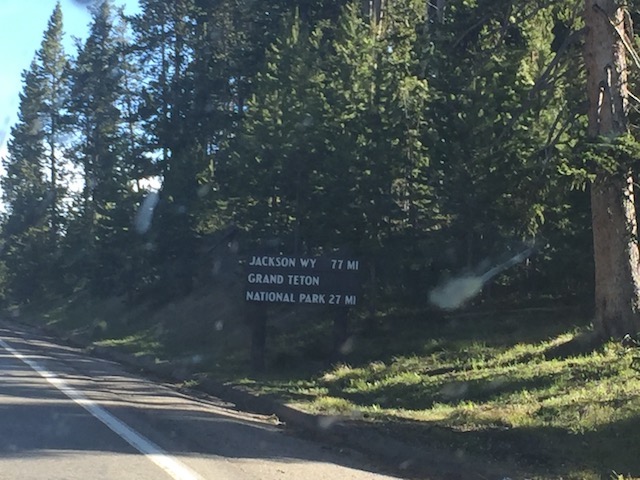 JACKSON WY 77 MI
GRAND TETON
NATIONAL PARK 27 MI